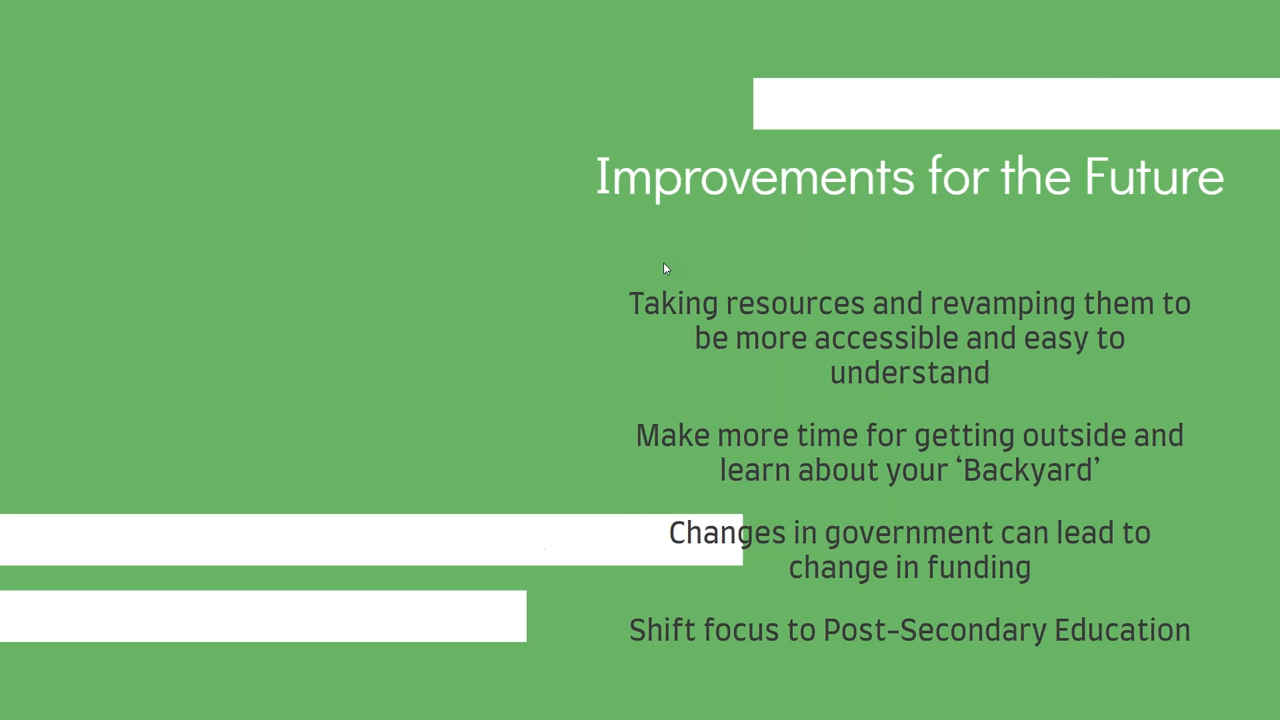 Improvements for the Future
Taking resources and revamping them to
be more accessible and easy to
understand
Make more time for getting outside and
learn about your ‘Backyard’
Changes in government can lead to
change in funding
Shift focus to Post-Secondary Education